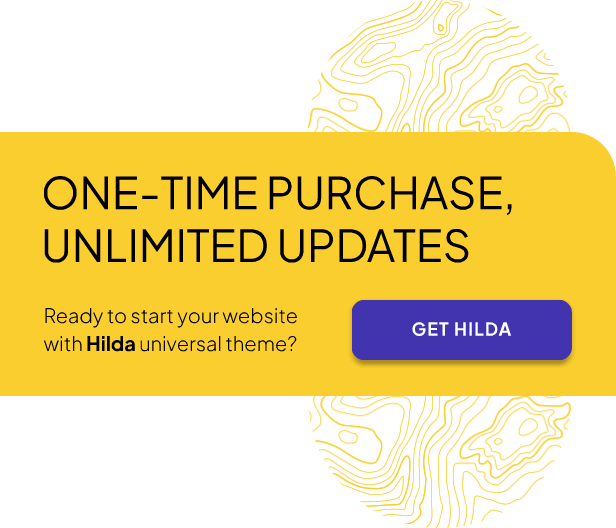 ONE-TIME PURCHASE,
UNLIMITED UPDATES
Ready to start your website
with Hilda universal theme?
GET HILDA